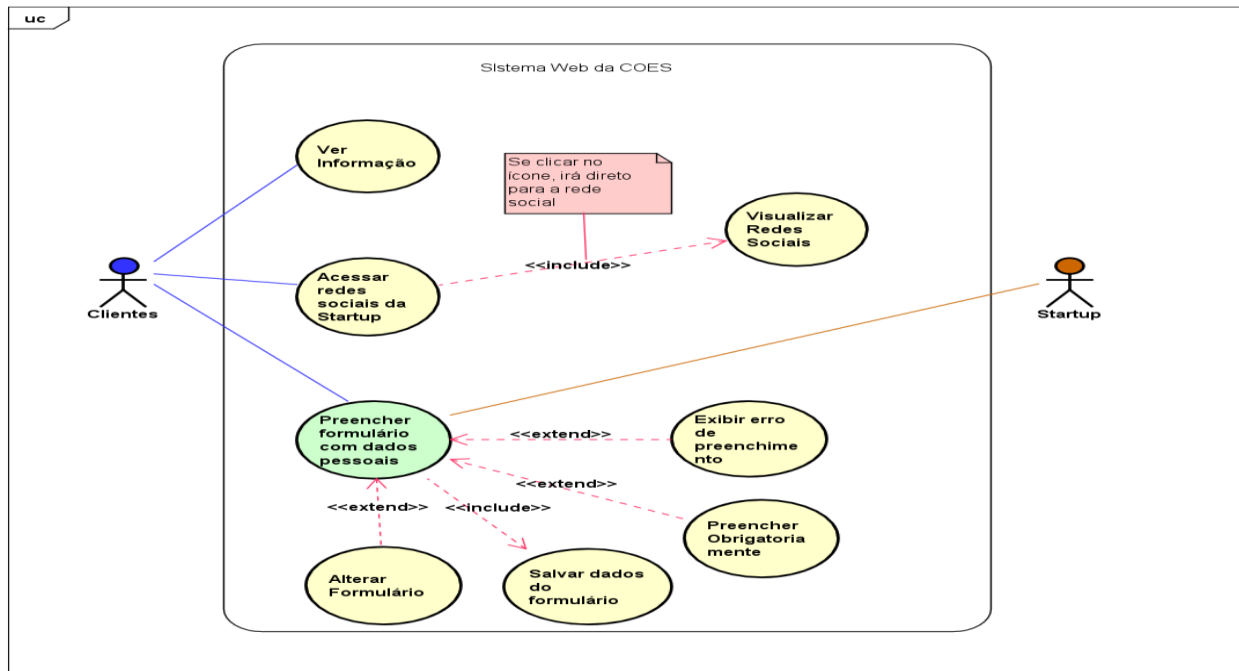 uc
Sistema Web da COES
Ver
Informação
Se clicar no
ícone, irá direto
para a rede
social
Visualizar
Redes
Sociais
<<include>>
Acessar
redes
sociais da
Startup
Clientes
Startup
Preencher
formulário
com dados
pessoais
<<extend>>
Exibir erro
de
preenchime
nto
<<extend>>
<<extend>>
<<include>>
Preencher
Obrigatoria
mente
Alterar
Formulário
Salvar dados
do
formulário